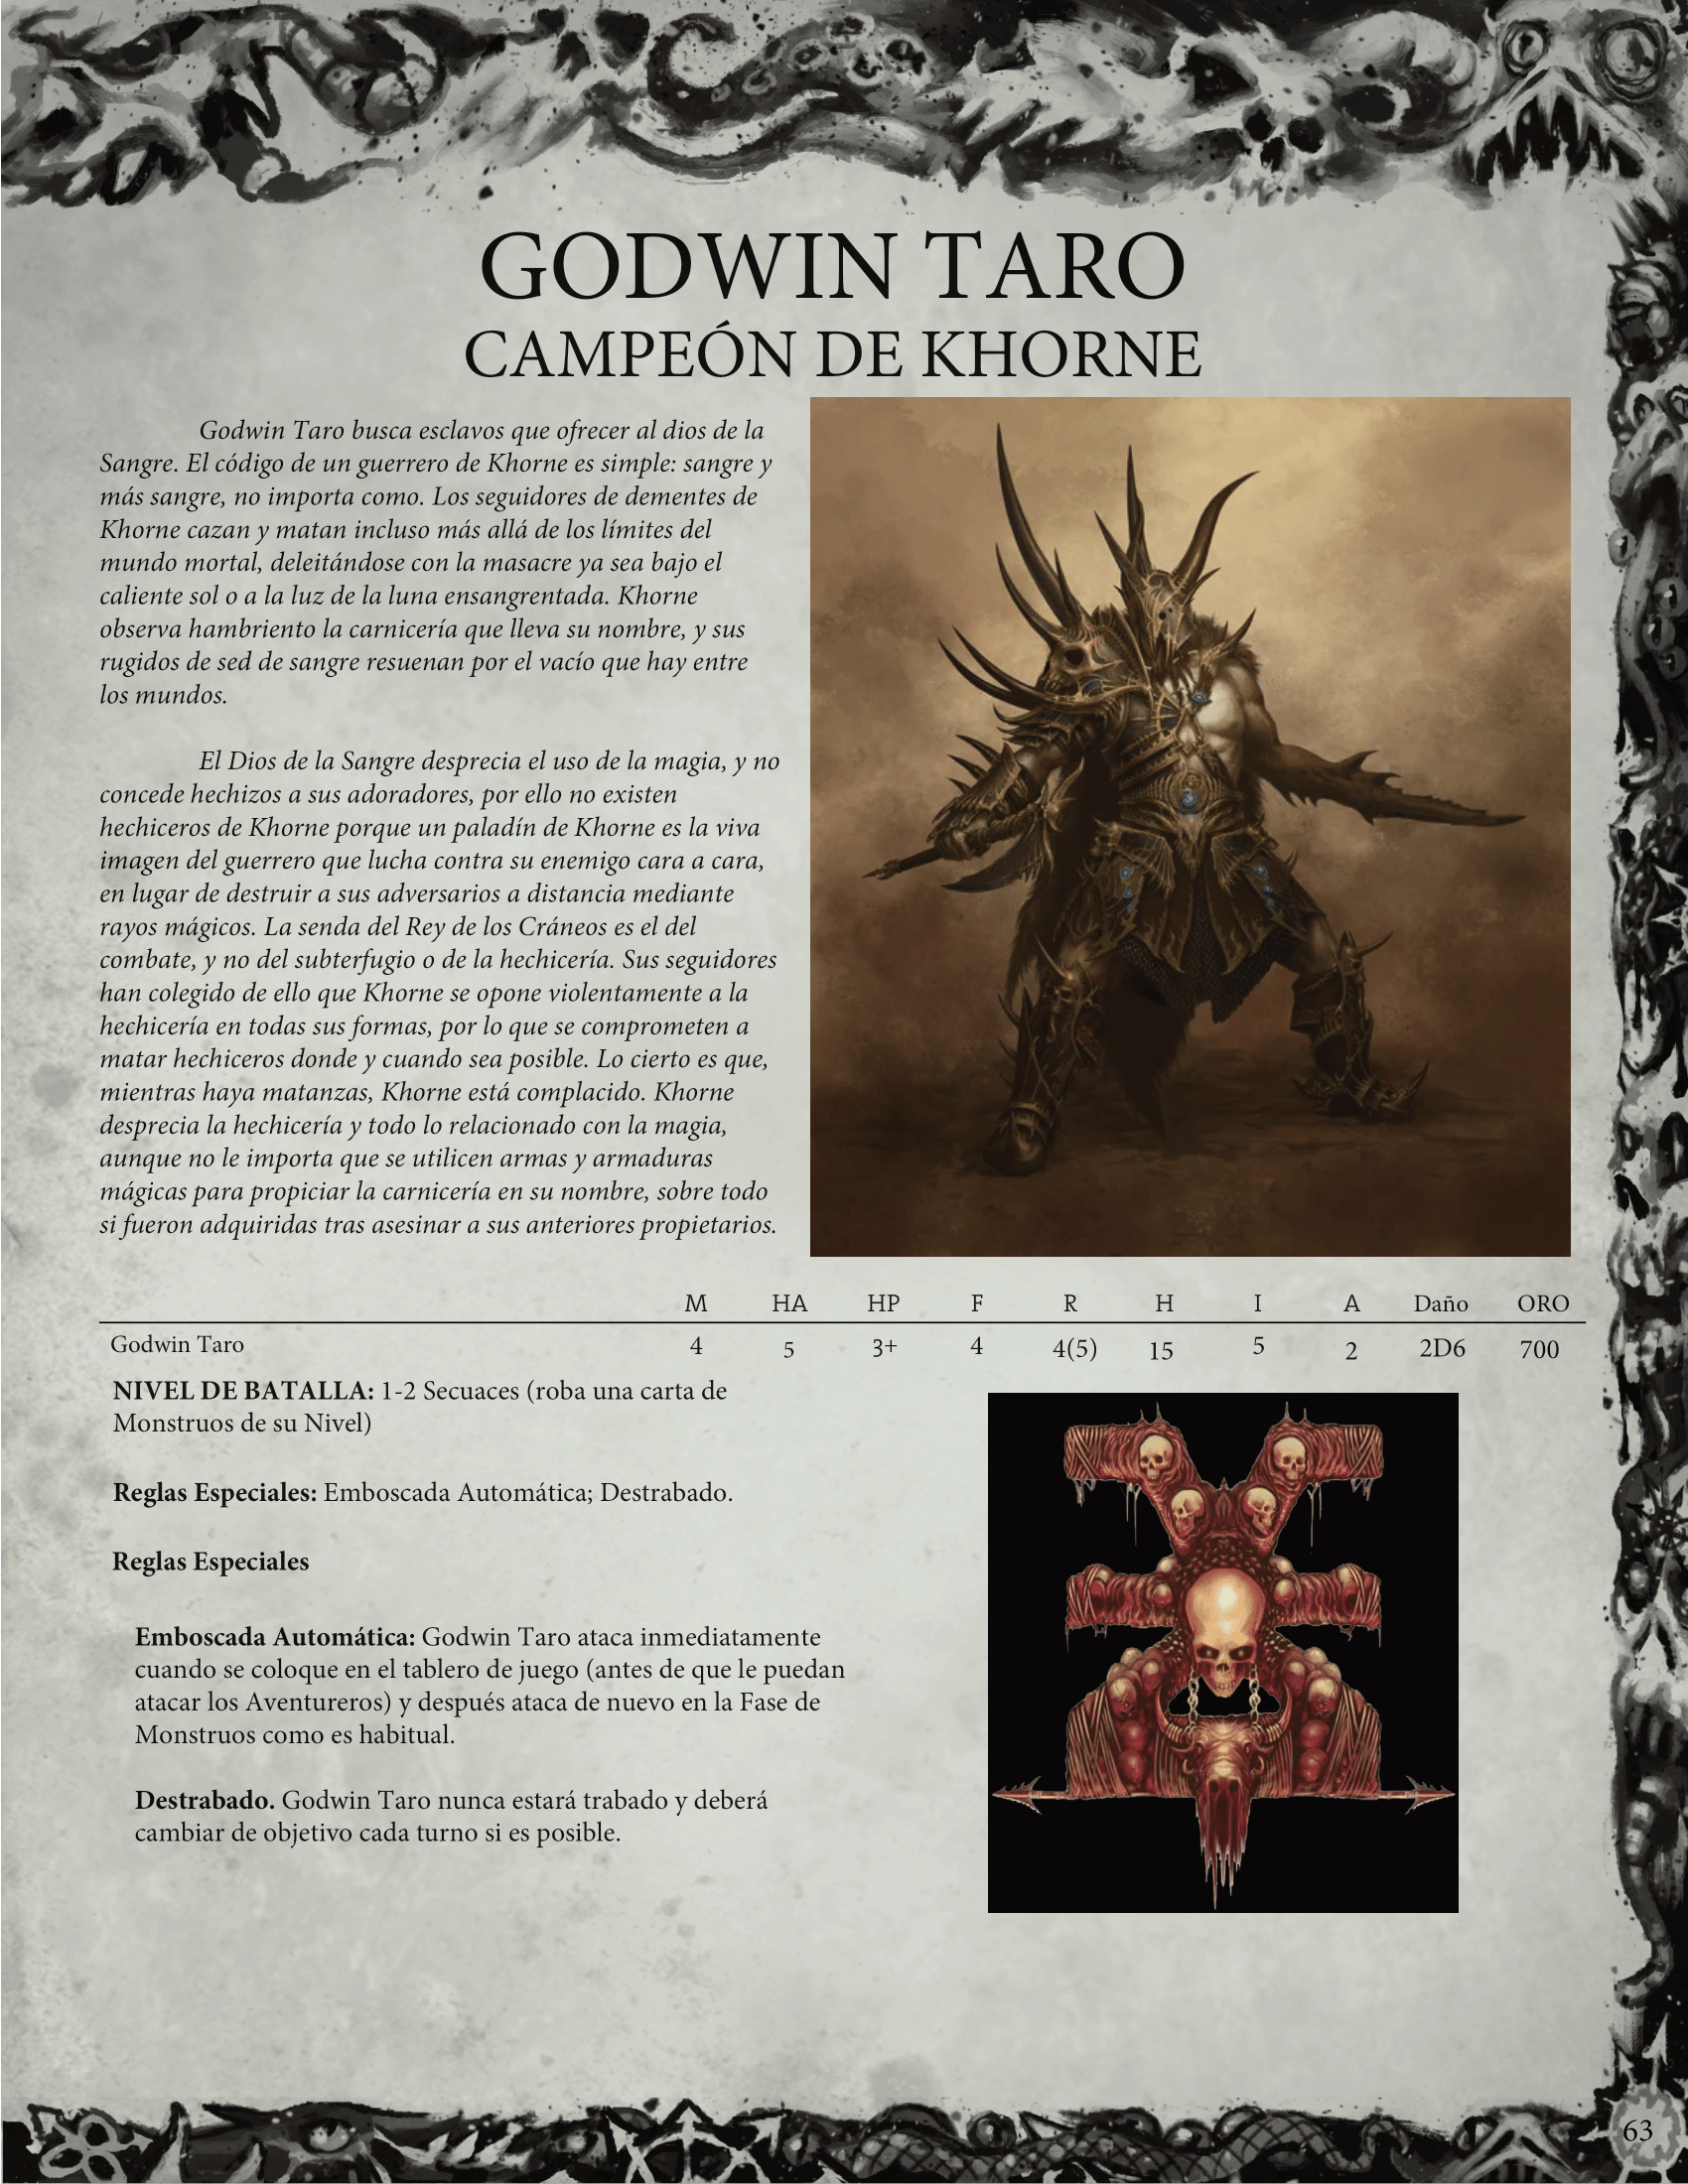 GODWIN TARO
CAMPEÓN DE KHORNE
Godwin Taro busca esclavos que ofrecer al dios de la
Sangre. El código de un guerrero de Khorne es simple: sangre y
más sangre, no importa como. Los seguidores de dementes de
Khorne cazan y matan incluso más allá de los límites del
mundo mortal, deleitándose con la masacre ya sea bajo el
caliente sol o a la luz de la luna ensangrentada. Khorne
observa hambriento la carnicería que lleva su nombre, y sus
rugidos de sed de sangre resuenan por el vacío que hay entre
los mundos.
El Dios de la Sangre desprecia el uso de la magia, y no
concede hechizos a sus adoradores, por ello no existen
hechiceros de Khorne porque un paladín de Khorne es la viva
imagen del guerrero que lucha contra su enemigo cara a cara,
en lugar de destruir a sus adversarios a distancia mediante
rayos mágicos. La senda del Rey de los Cráneos es el del
combate, y no del subterfugio o de la hechicería. Sus seguidores
han colegido de ello que Khorne se opone violentamente a la
hechicería en todas sus formas, por lo que se comprometen a
matar hechiceros donde y cuando sea posible. Lo cierto es que,
mientras haya matanzas, Khorne está complacido. Khorne
desprecia la hechicería y todo lo relacionado con la magia,
aunque no le importa que se utilicen armas y armaduras
mágicas para propiciar la carnicería en su nombre, sobre todo
si fueron adquiridas tras asesinar a sus anteriores propietarios.
M HA HP F R H I A Daño ORO
Godwin Taro 4 5 3+ 4 4(5) 15 5 2 2D6 700
NIVEL DE BATALLA: 1-2 Secuaces (roba una carta de
Monstruos de su Nivel)
Reglas Especiales: Emboscada Automática; Destrabado.
Reglas Especiales
Emboscada Automática: Godwin Taro ataca inmediatamente
cuando se coloque en el tablero de juego (antes de que le puedan
atacar los Aventureros) y después ataca de nuevo en la Fase de
Monstruos como es habitual.
Destrabado. Godwin Taro nunca estará trabado y deberá
cambiar de objetivo cada turno si es posible.
63